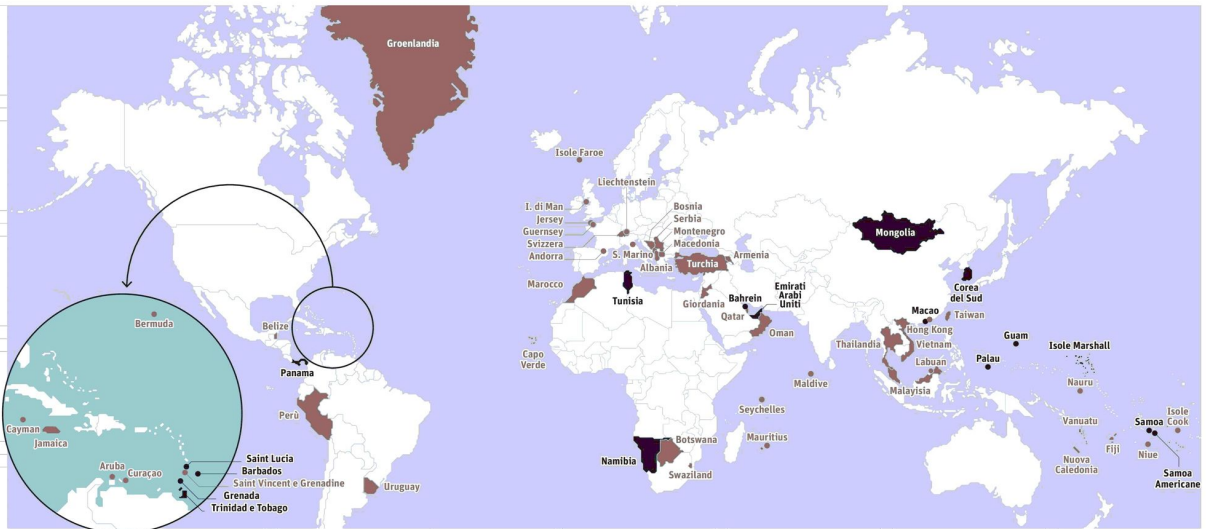 Groenlandia
Isole Faroe
Liechtenstein
I. di Man
Jersey
Guernsey
Svizzera
Andorra
S. Marino
Bosnia
Serbia
Montenegro
Macedonia
Albania
Turchia
Armenia
Mongolia
Marocco
Tunisia
Giordania
Bahrein
Qatar
Emirati
Arabi
Uniti
Oman
Corea
del Sud
Macao
Taiwan
Hong Kong
Thailandia
Vietnam
Labuan
Malayisia
Guam
Palau
Isole Marshall
Nauru
Bermuda
Belize
Panama
Capo
Verde
Maldive
Seychelles
Mauritius
Vanuatu
Nuova
Caledonia
Fiji
Samoa
Isole
Cook
Niue
Samoa
Americane
Perù
Cayman
Jamaica
Aruba
Curaçao
Saint Lucia
Barbados
Saint Vincent e Grenadine
Grenada
Trinidad e Tobago
Uruguay
Namibia
Botswana
Swaziland